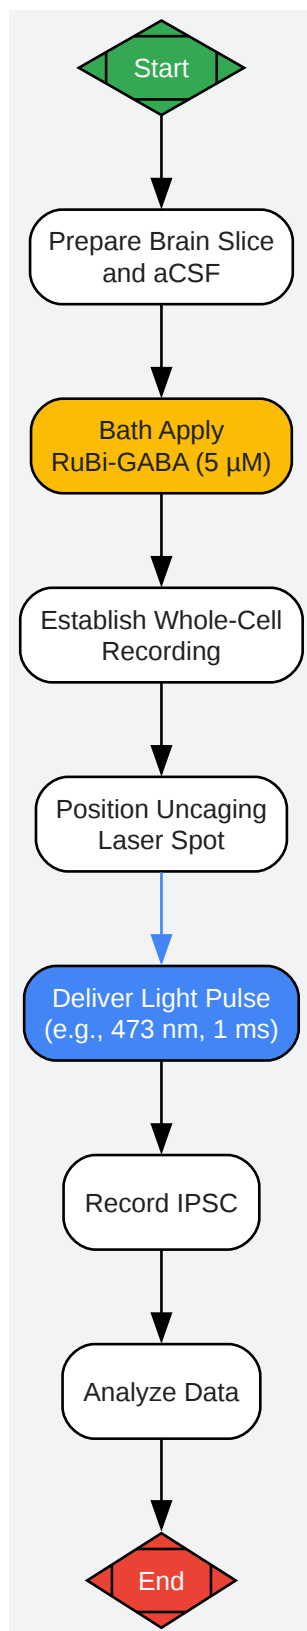 Start
Prepare Brain Slice
and aCSF
Bath Apply
RuBi-GABA (5 µM)
Establish Whole-Cell
Recording
Position Uncaging
Laser Spot
Deliver Light Pulse
(e.g., 473 nm, 1 ms)
Record IPSC
Analyze Data
End